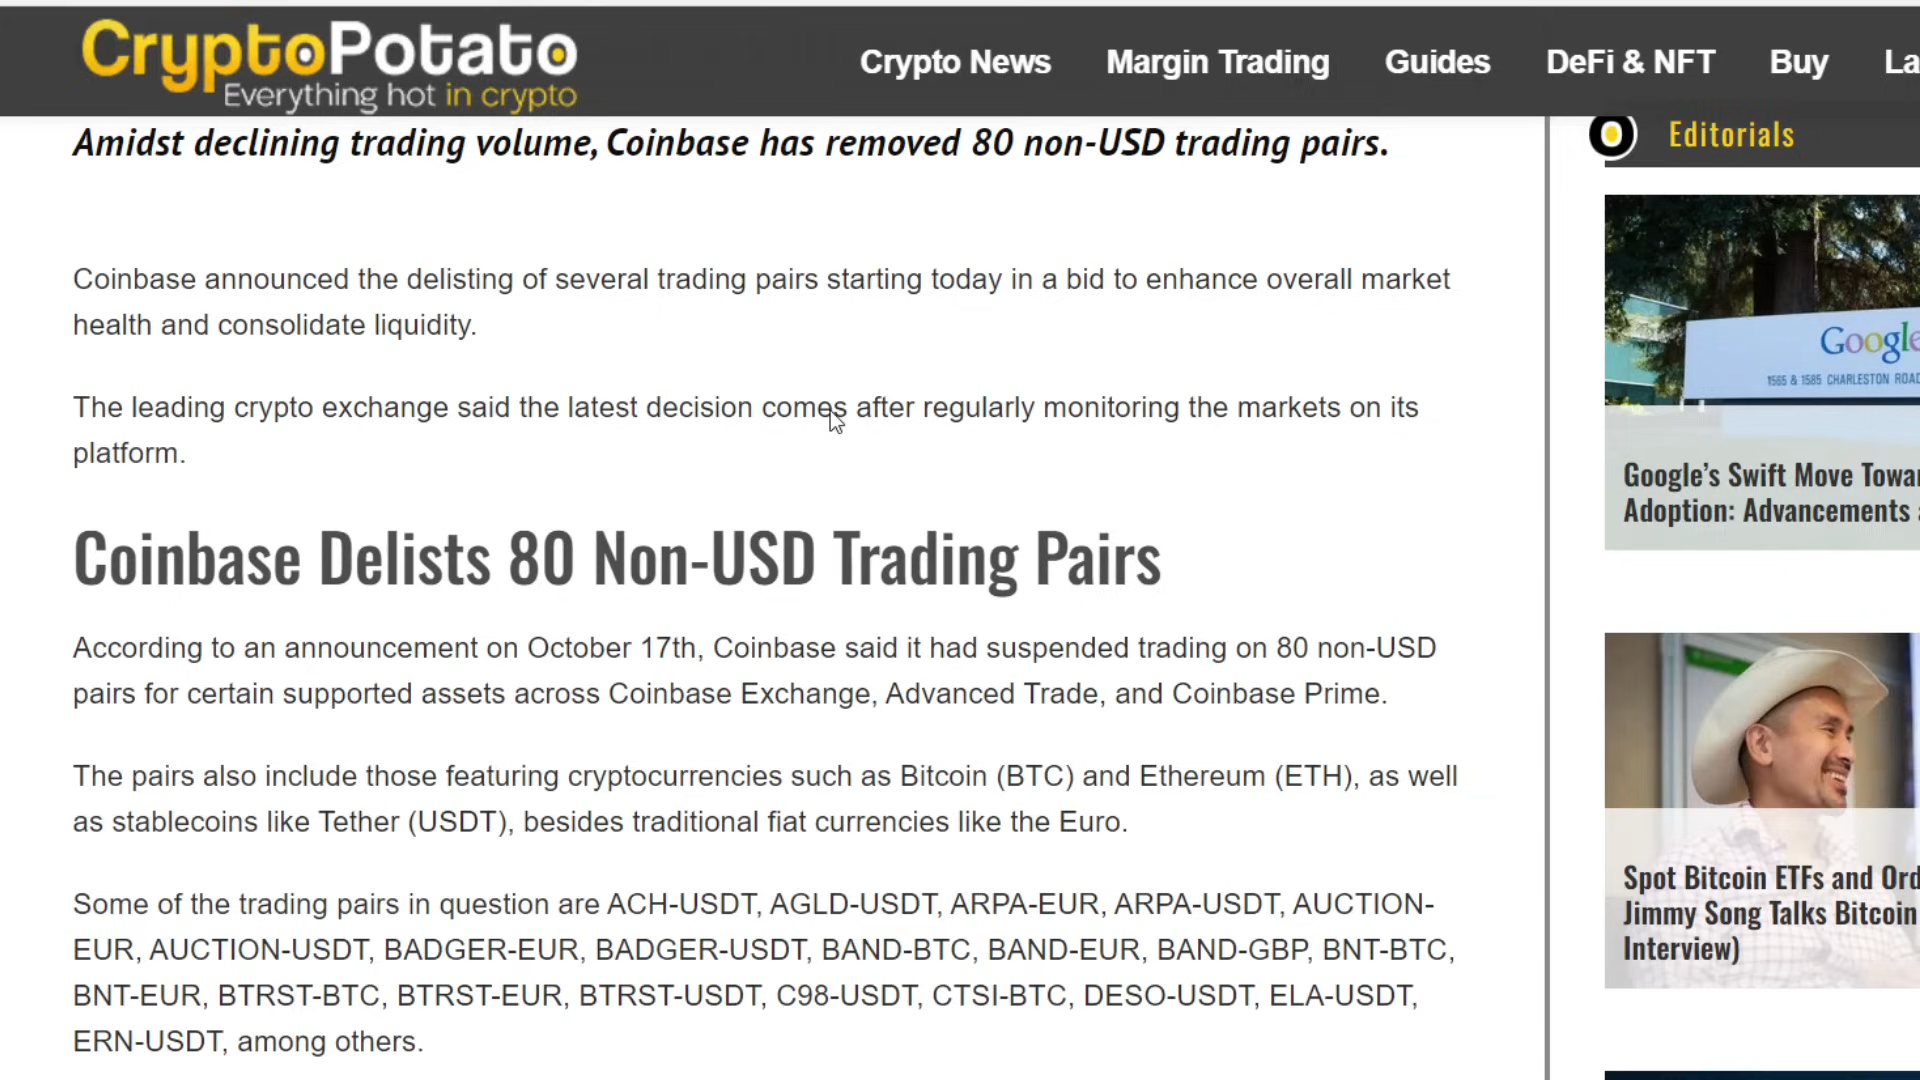 CryptoPotato
Everything hot in crypto
Crypto News Margin Trading Guides DeFi & NFT Buy La
Amidst declining trading volume, Coinbase has removed 80 non-USD trading pairs.
Coinbase announced the delisting of several trading pairs starting today in a bid to enhance overall market
health and consolidate liquidity.
The leading crypto exchange said the latest decision comes after regularly monitoring the markets on its
platform.
Coinbase Delists 80 Non-USD Trading Pairs
According to an announcement on October 17th, Coinbase said it had suspended trading on 80 non-USD
pairs for certain supported assets across Coinbase Exchange, Advanced Trade, and Coinbase Prime.
The pairs also include those featuring cryptocurrencies such as Bitcoin (BTC) and Ethereum (ETH), as well
as stablecoins like Tether (USDT), besides traditional fiat currencies like the Euro.
Some of the trading pairs in question are ACH-USDT, AGLD-USDT, ARPA-EUR, ARPA-USDT, AUCTION-
EUR, AUCTION-USDT, BADGER-EUR, BADGER-USDT, BAND-BTC, BAND-EUR, BAND-GBP, BNT-BTC,
BNT-EUR, BTRST-BTC, BTRST-EUR, BTRST-USDT, C98-USDT, CTSI-BTC, DESO-USDT, ELA-USDT,
ERN-USDT, among others.
Editorials
Google
1565 & 1585 CHARLESTON ROAD
Google's Swift Move Towar
Adoption: Advancements a
Spot Bitcoin ETFs and Ord
Jimmy Song Talks Bitcoin
Interview)